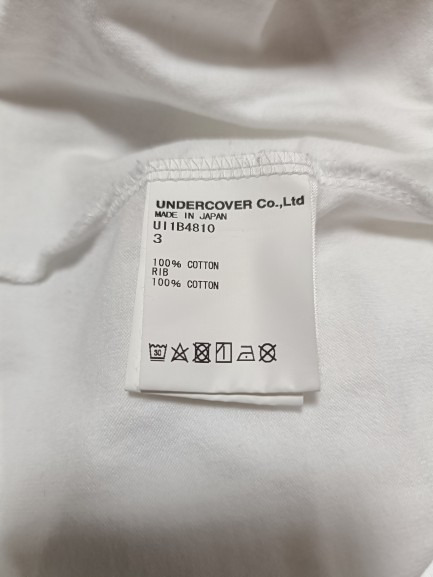 UNDERCOVER Co.,Ltd
MADE IN JAPAN
UI1B4810
3
100% COTTON
RIB
100% COTTON
30